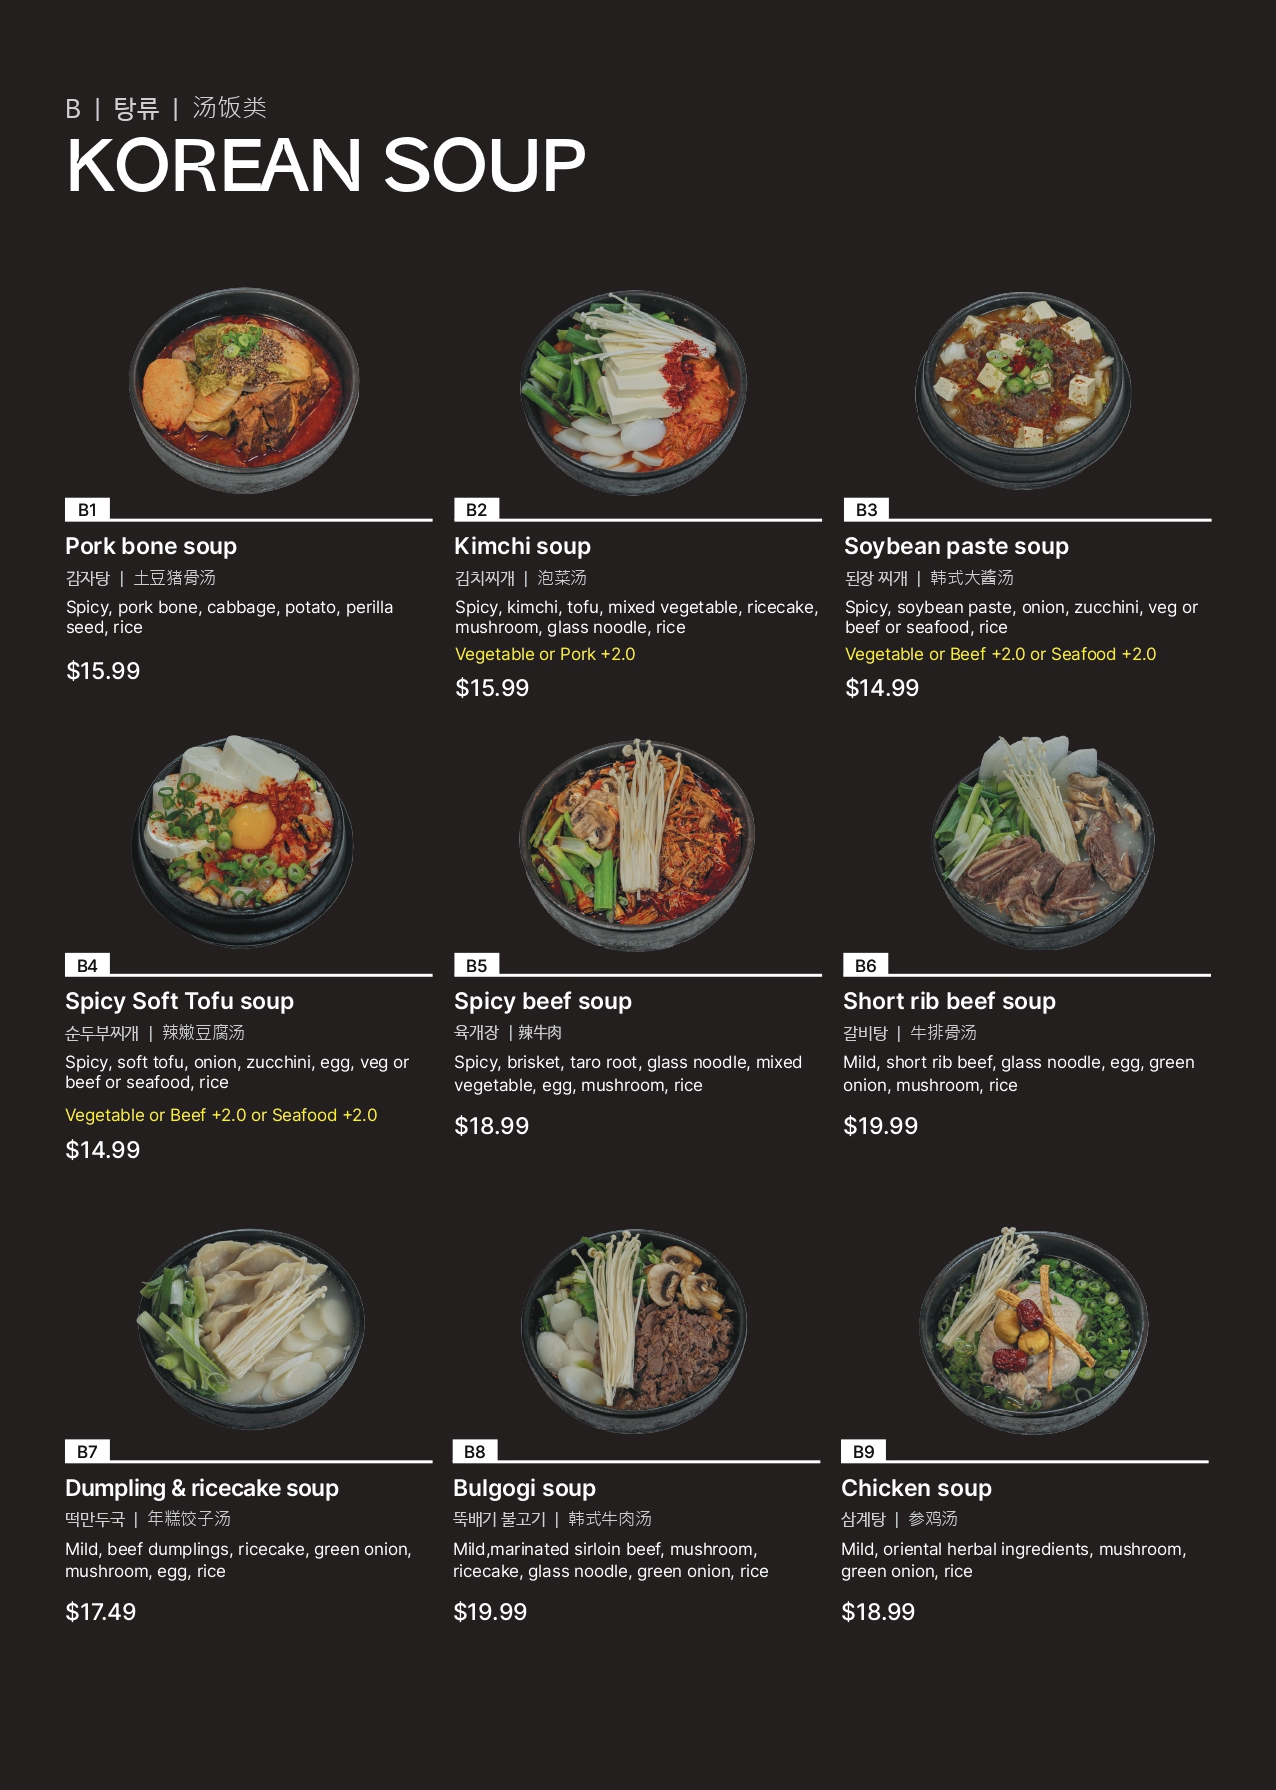 B | 탕류 | 汤饭类
KOREAN SOUP
B1
Pork bone soup
감자탕 | 土豆猪骨汤
Spicy, pork bone, cabbage, potato, perilla
seed, rice
$15.99
B2
Kimchi soup
김치찌개 | 泡菜汤
Spicy, kimchi, tofu, mixed vegetable, ricecake,
mushroom, glass noodle, rice
Vegetable or Pork +2.0
$15.99
B3
Soybean paste soup
된장 찌개 | 韩式大酱汤
Spicy, soybean paste, onion, zucchini, veg or
beef or seafood, rice
Vegetable or Beef +2.0 or Seafood +2.0
$14.99
B4
Spicy Soft Tofu soup
순두부찌개 | 辣嫩豆腐汤
Spicy, soft tofu, onion, zucchini, egg, veg or
beef or seafood, rice
Vegetable or Beef +2.0 or Seafood +2.0
$14.99
B5
Spicy beef soup
육개장 | 辣牛肉
Spicy, brisket, taro root, glass noodle, mixed
vegetable, egg, mushroom, rice
$18.99
B6
Short rib beef soup
갈비탕 | 牛排骨汤
Mild, short rib beef, glass noodle, egg, green
onion, mushroom, rice
$19.99
B7
Dumpling & ricecake soup
떡만두국 | 年糕饺子汤
Mild, beef dumplings, ricecake, green onion,
mushroom, egg, rice
$17.49
B8
Bulgogi soup
뚝배기 불고기 | 韩式牛肉汤
Mild,marinated sirloin beef, mushroom,
ricecake, glass noodle, green onion, rice
$19.99
B9
Chicken soup
삼계탕 | 参鸡汤
Mild, oriental herbal ingredients, mushroom,
green onion, rice
$18.99